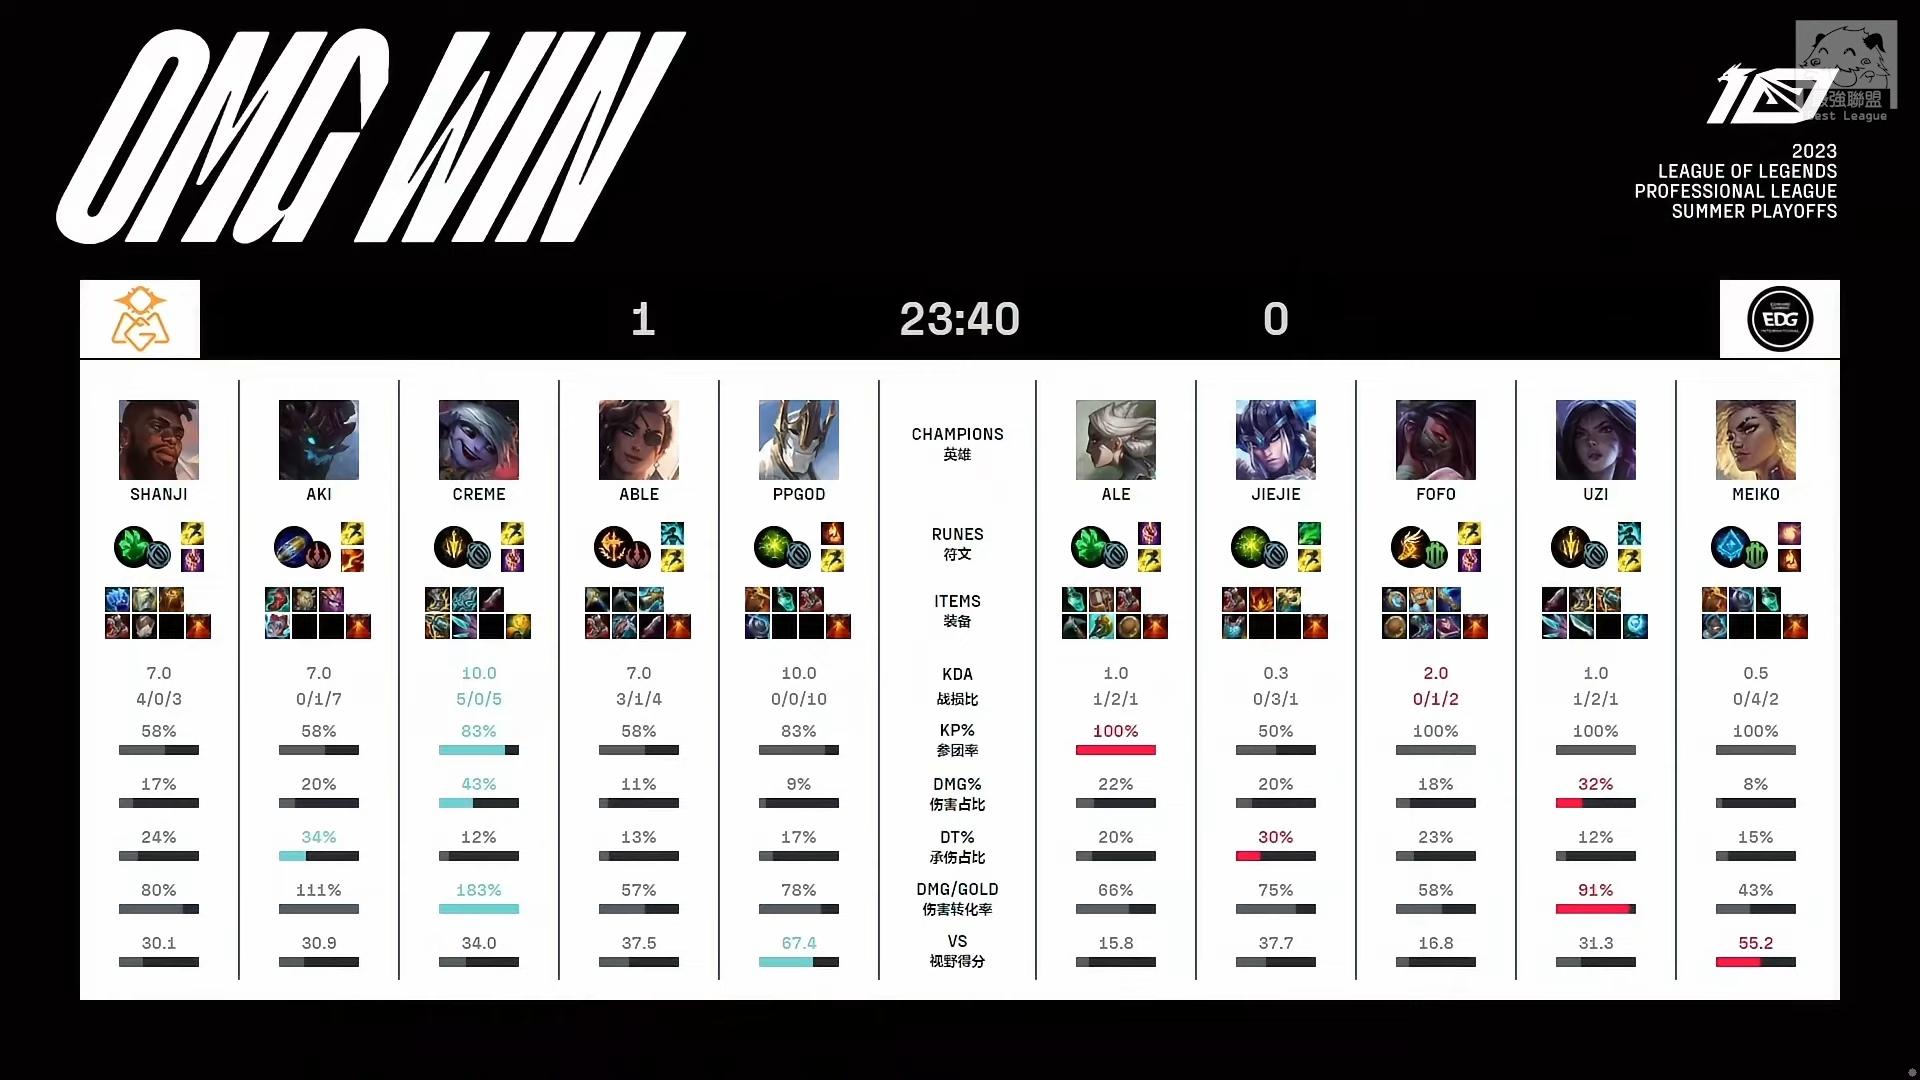 OMG WIN
最強聯盟
Best League
2023
LEAGUE OF LEGENDS
PROFESSIONAL LEAGUE
SUMMER PLAYOFFS
1 23:40 0
EDG
CHAMPIONS
英雄
SHANJI AKI CREME ABLE PPGOD ALE JIEJIE FOFO UZI MEIKO
RUNES
符文
ITEMS
装备
7.0 7.0 10.0 7.0 10.0 KDA 1.0 0.3 2.0 1.0 0.5
4/0/3 0/1/7 5/0/5 3/1/4 0/0/10 战损比 1/2/1 0/3/1 0/1/2 1/2/1 0/4/2
58% 58% 83% 58% 83% KP% 100% 50% 100% 100% 100%
参团率
17% 20% 43% 11% 9% DMG% 22% 20% 18% 32% 8%
伤害占比
24% 34% 12% 13% 17% DT% 20% 30% 23% 12% 15%
承伤占比
80% 111% 183% 57% 78% DMG/GOLD 66% 75% 58% 91% 43%
伤害转化率
30.1 30.9 34.0 37.5 67.4 VS 15.8 37.7 16.8 31.3 55.2
视野得分